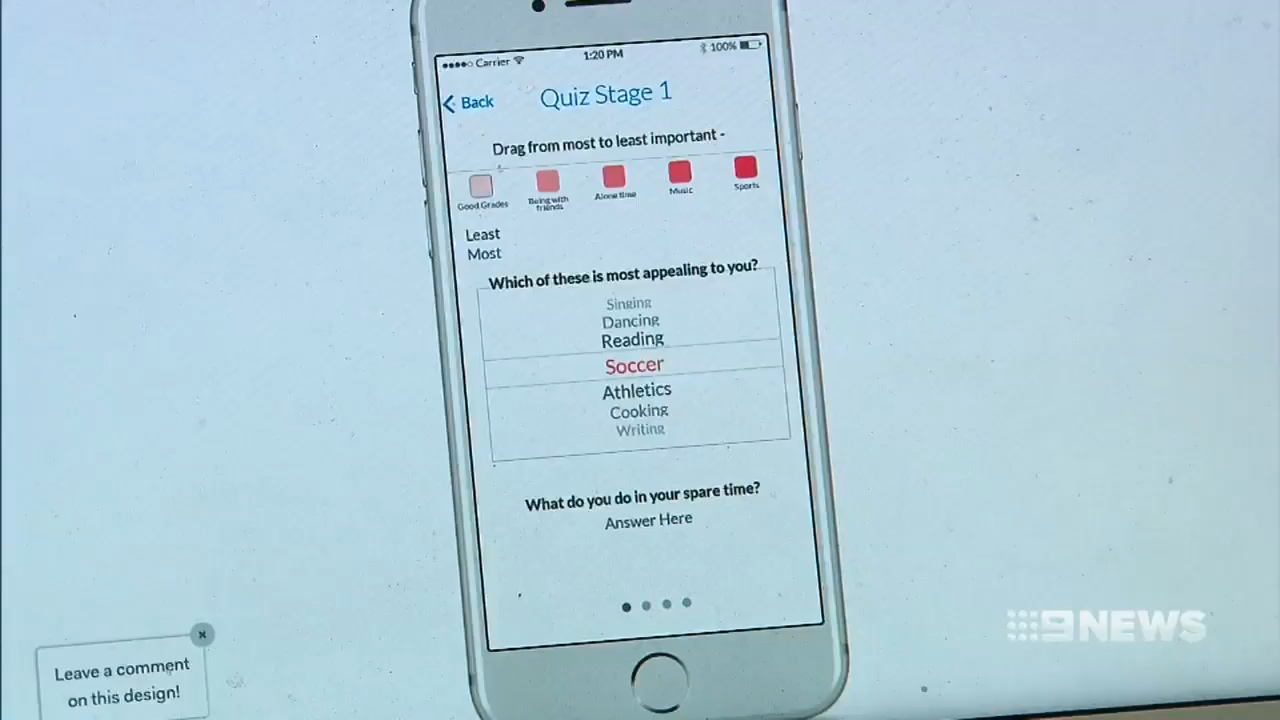 Carrier 1:20 PM 100%
Back Quiz Stage 1
Drag from most to least important -
Good Grades Being with friends Alone time Music Sports
Least
Most
Which of these is most appealing to you?
Singing
Dancing
Reading
Soccer
Athletics
Cooking
Writing
What do you do in your spare time?
Answer Here
Leave a comment
on this design!
9NEWS